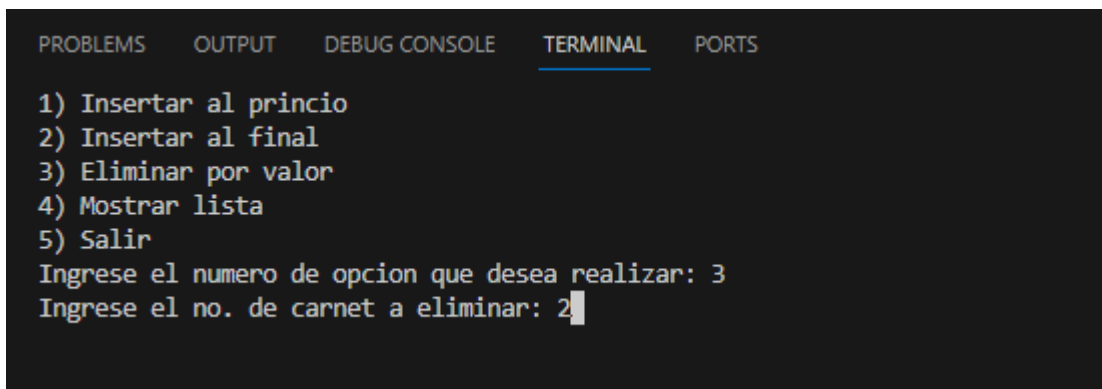 PROBLEMS OUTPUT DEBUG CONSOLE TERMINAL PORTS
1) Insertar al princio
2) Insertar al final
3) Eliminar por valor
4) Mostrar lista
5) Salir
Ingrese el numero de opcion que desea realizar: 3
Ingrese el no. de carnet a eliminar: 2